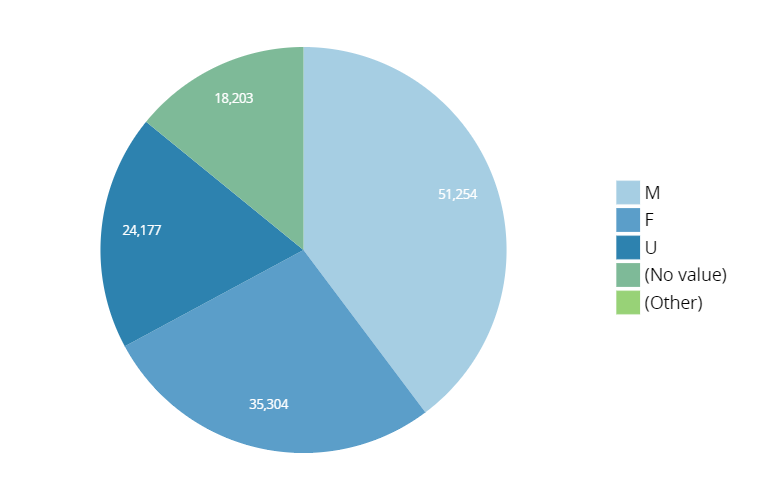 18,203
51,254
24,177
35,304
M
F
U
(No value)
(Other)